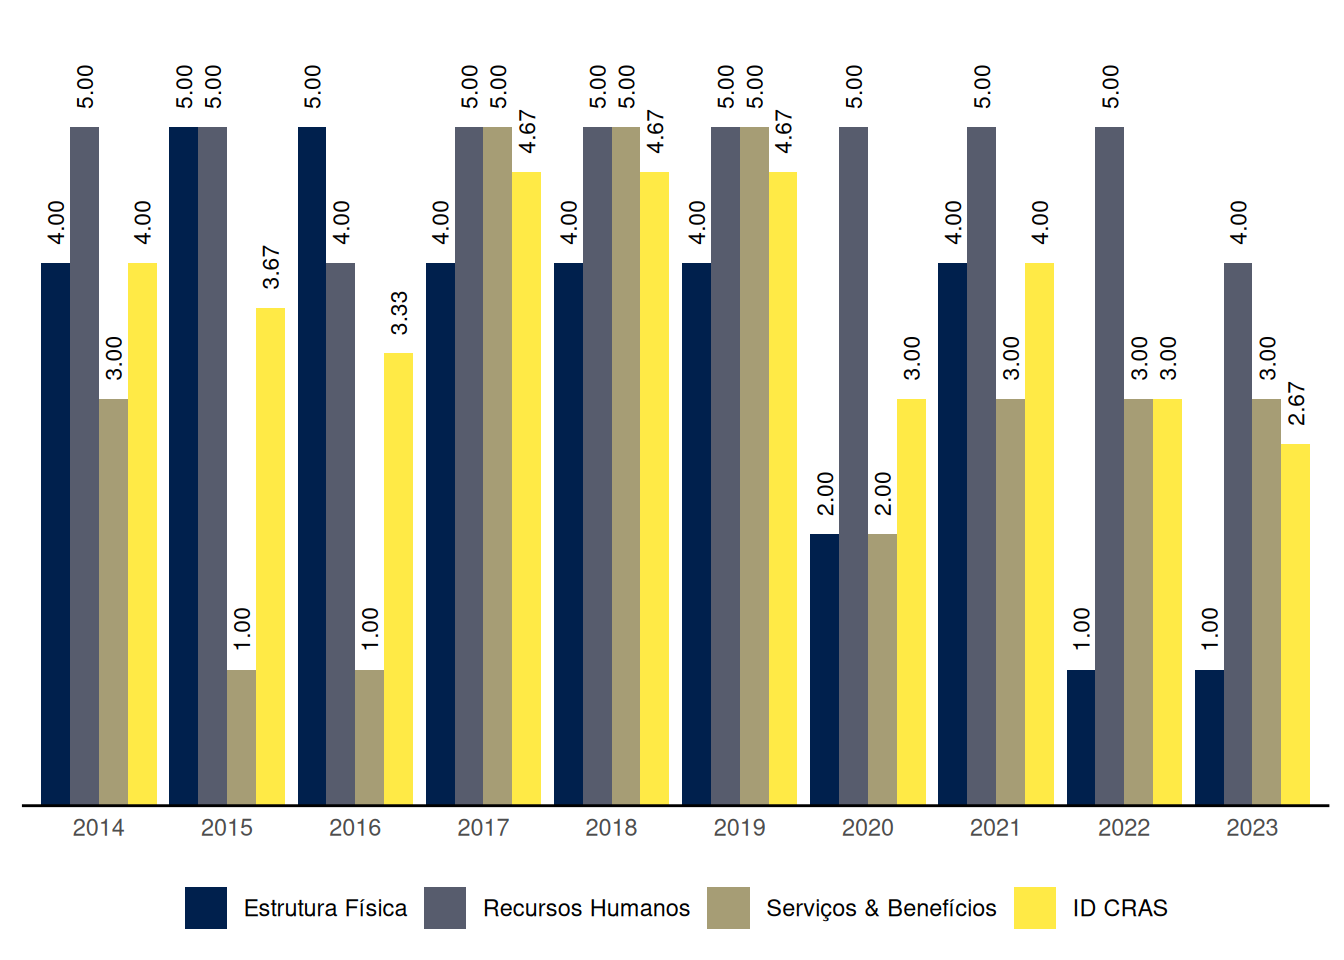 4.00 5.00 3.00 4.00
5.00 5.00 1.00 3.67
5.00 4.00 1.00 3.33
4.00 5.00 5.00 4.67
4.00 5.00 5.00 4.67
4.00 5.00 5.00 4.67
2.00 5.00 2.00 3.00
4.00 5.00 3.00 4.00
1.00 5.00 3.00 3.00
1.00 4.00 3.00 2.67
2014 2015 2016 2017 2018 2019 2020 2021 2022 2023
Estrutura Física Recursos Humanos Serviços & Benefícios ID CRAS